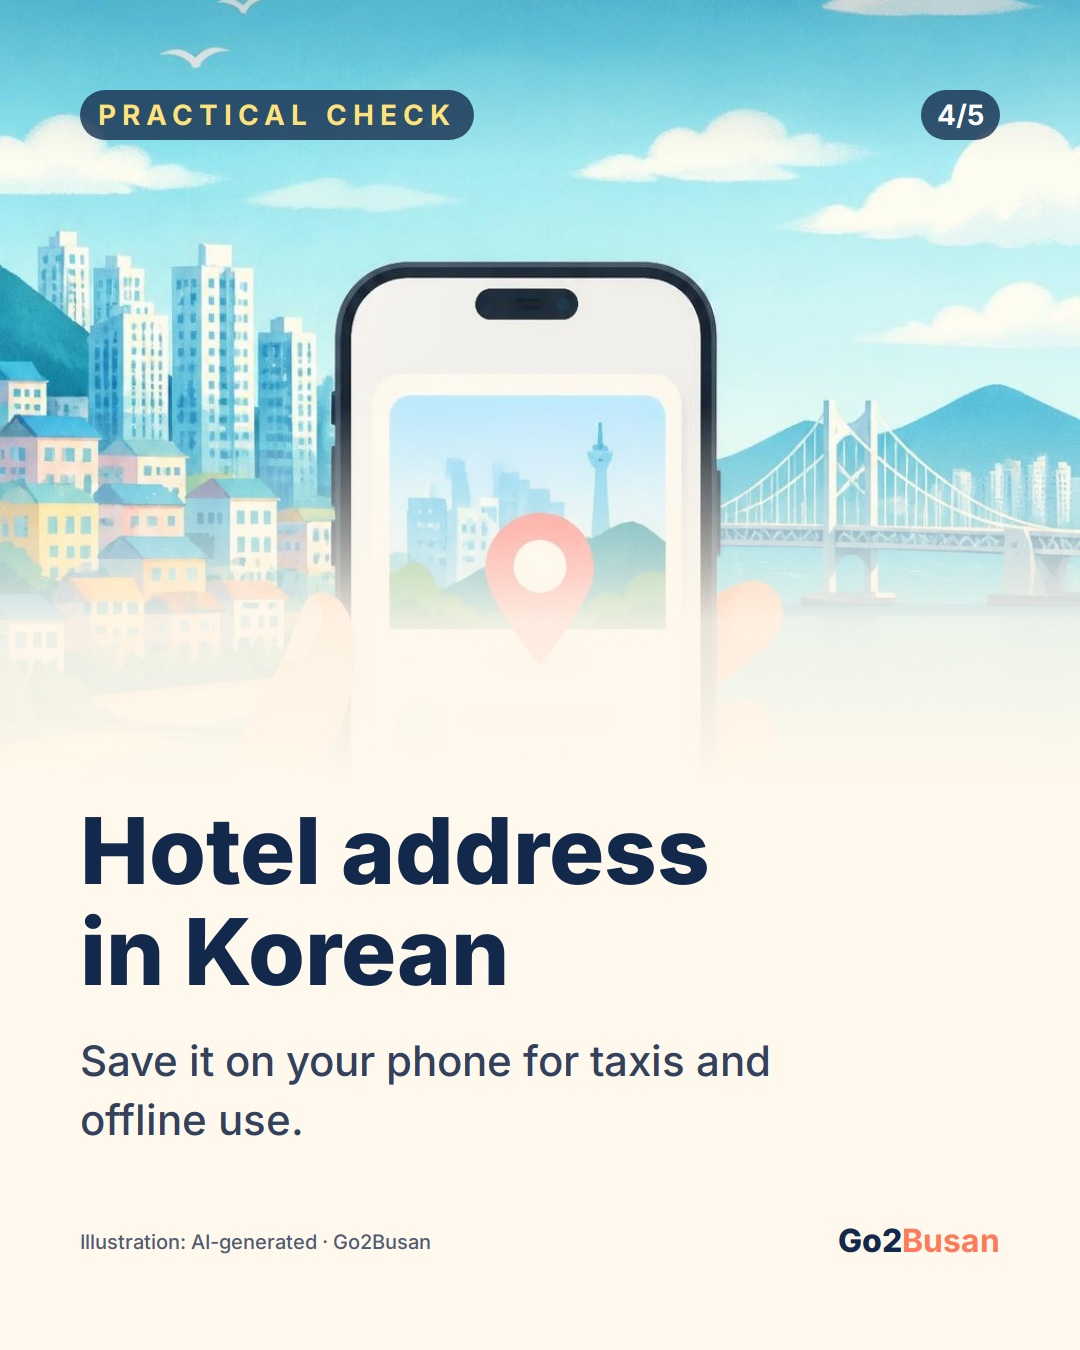 PRACTICAL CHECK
4/5
Hotel address
in Korean
Save it on your phone for taxis and
offline use.
Illustration: AI-generated · Go2Busan
Go2Busan